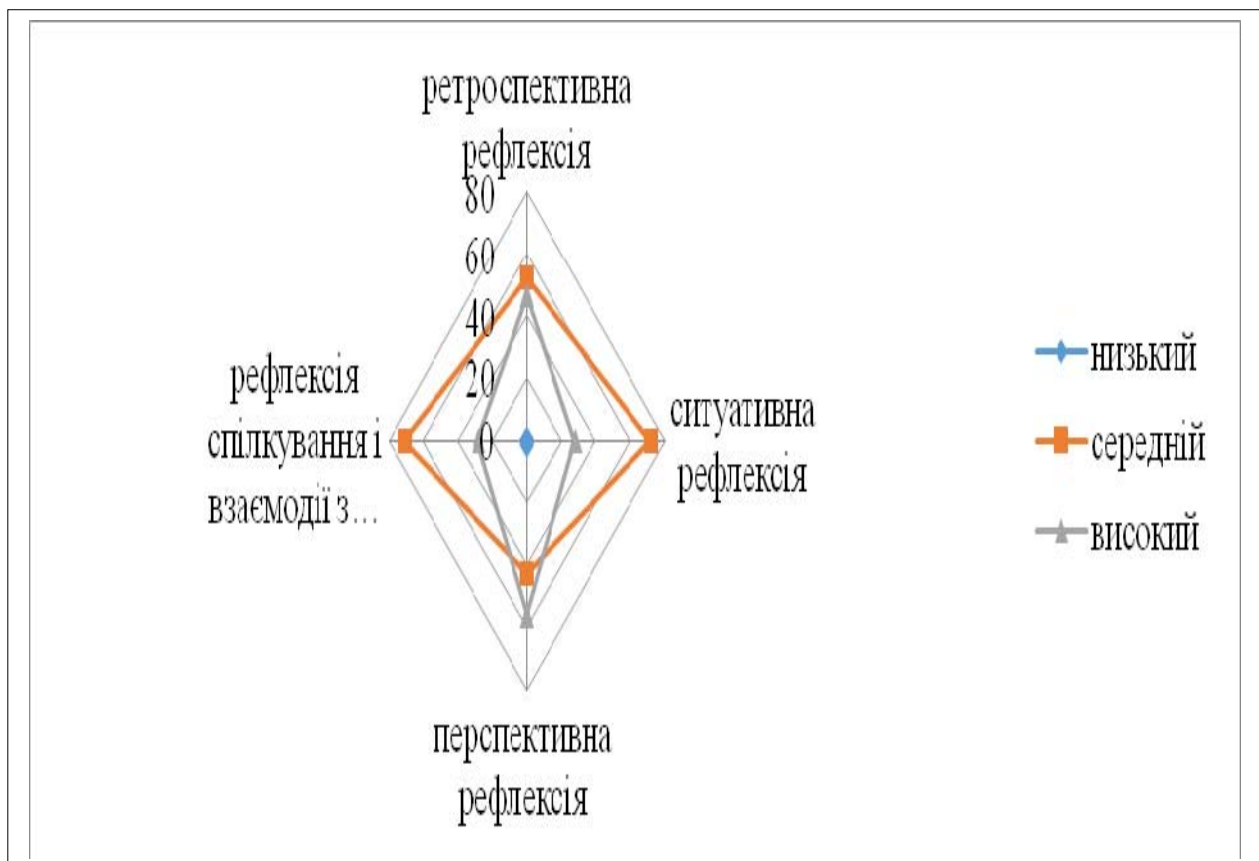 ретроспективна
рефлексія
80
60
40
20
0
рефлексія
спілкування і
взаємодії з...
ситуативна
рефлексія
перспективна
рефлексія
низький
середній
високий